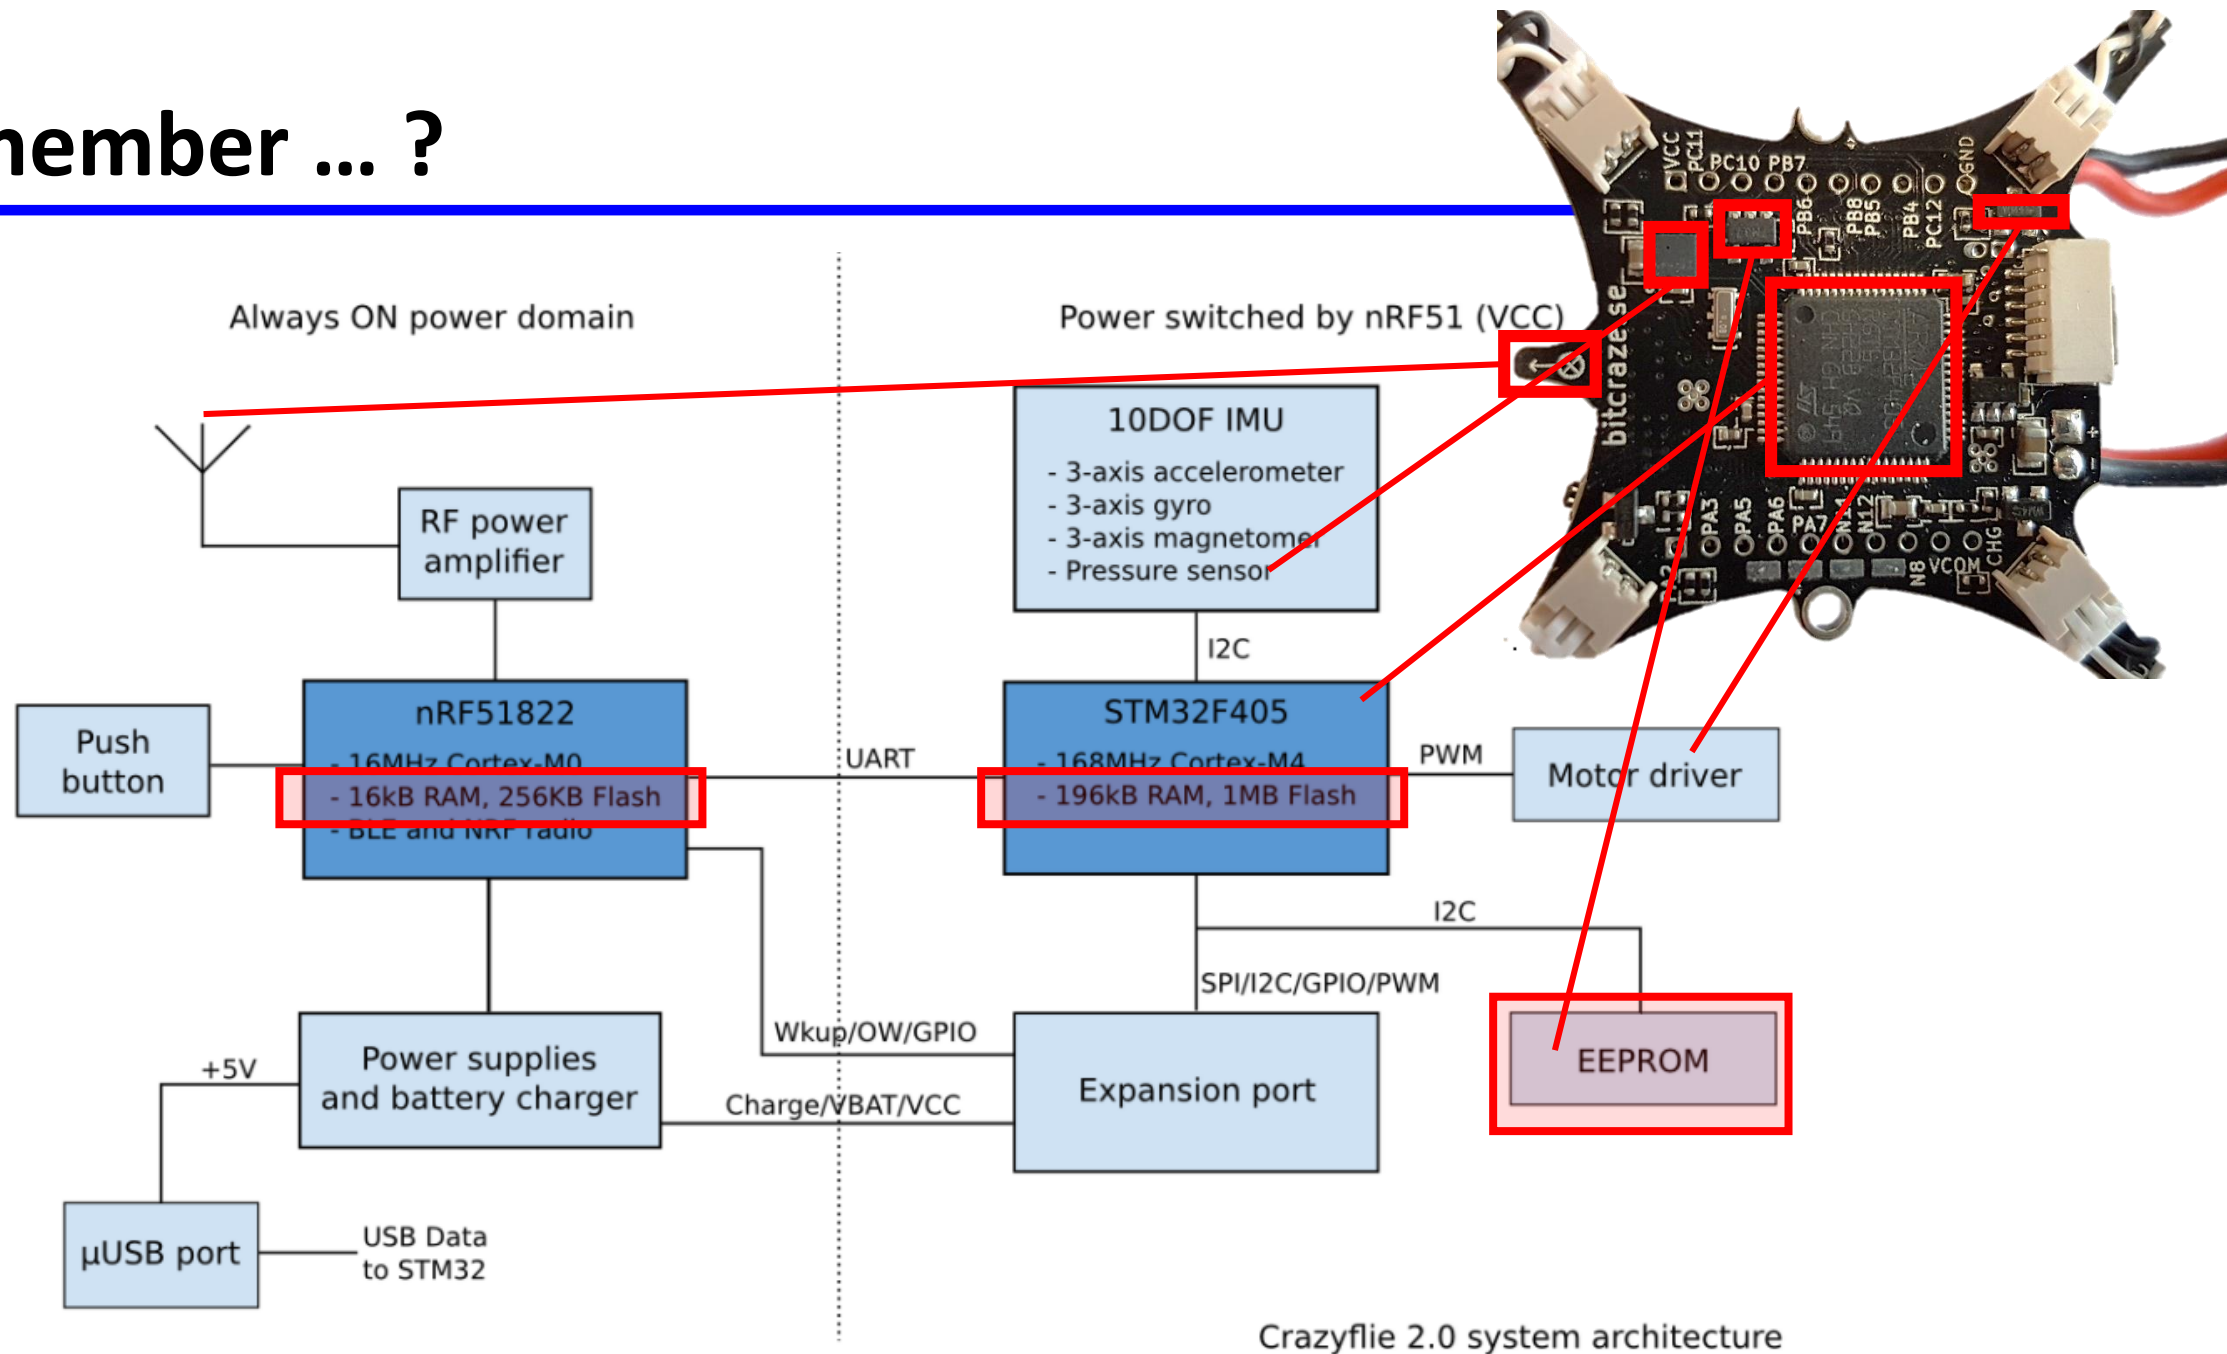 member ... ?
Always ON power domain
Power switched by nRF51 (VCC)
10DOF IMU
- 3-axis accelerometer
- 3-axis gyro
- 3-axis magnetomer
- Pressure sensor
RF power
amplifier
I2C
Push
button
nRF51822
- 16MHz Cortex-M0
- 16kB RAM, 256KB Flash
- BLE and NRF radio
UART
STM32F405
- 168MHz Cortex-M4
- 196kB RAM, 1MB Flash
PWM
Motor driver
I2C
SPI/I2C/GPIO/PWM
Wkup/OW/GPIO
Charge/VBAT/VCC
+5V
Power supplies
and battery charger
Expansion port
EEPROM
µUSB port
USB Data
to STM32
Crazyflie 2.0 system architecture
VCC
PC11
PC10 PB7
PB6
PB8
PB5
PB4
PC12
GND
bitcraze.se
PA3
PA5
PA6
PA7
N11
N12
N8
VCOM
CHG